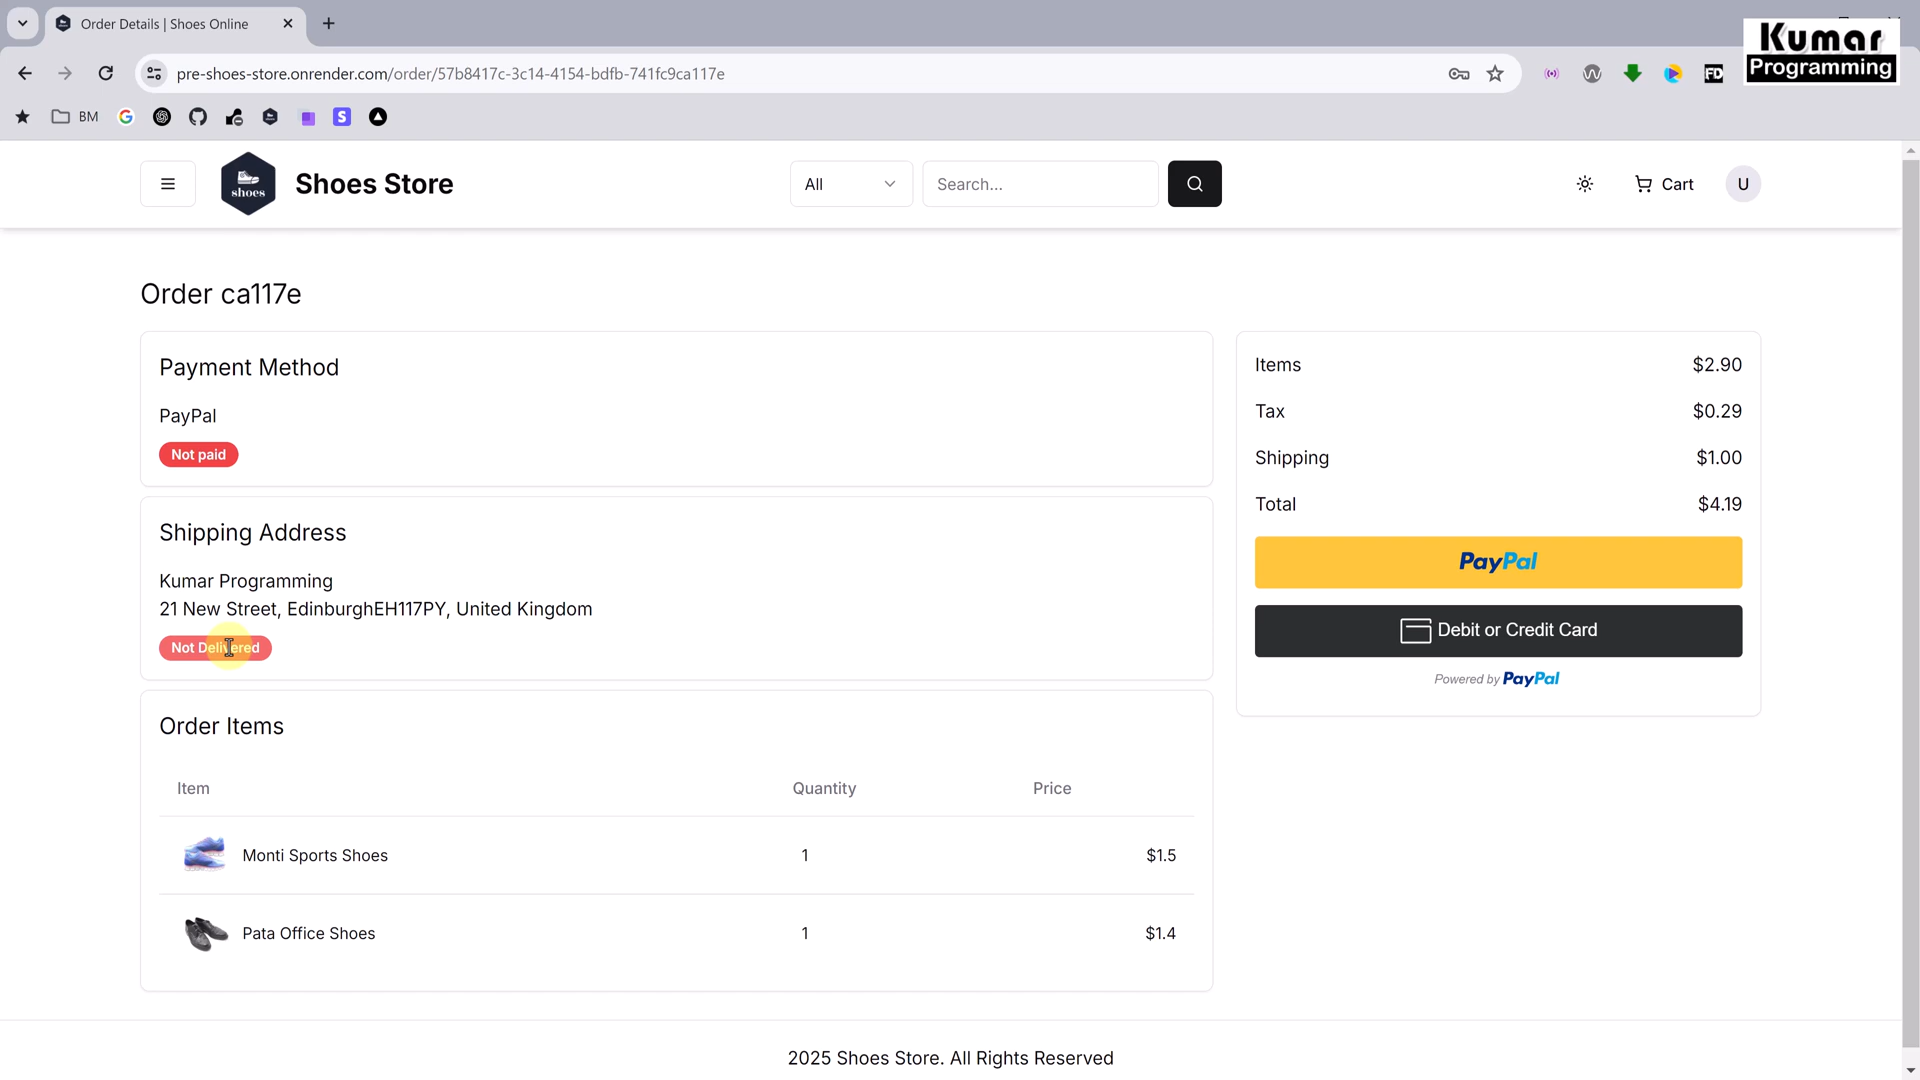 Order Details | Shoes Online
Kumar
Programming
pre-shoes-store.onrender.com/order/57b8417c-3c14-4154-bdfb-741fc9ca117e
FD
BM
S
shoes
Shoes Store
All
Search...
Cart
U
Order ca117e
Payment Method
PayPal
Not paid
Shipping Address
Kumar Programming
21 New Street, EdinburghEH117PY, United Kingdom
Not Delivered
Order Items
Item Quantity Price
Monti Sports Shoes 1 $1.5
Pata Office Shoes 1 $1.4
Items $2.90
Tax $0.29
Shipping $1.00
Total $4.19
PayPal
Debit or Credit Card
Powered by PayPal
2025 Shoes Store. All Rights Reserved